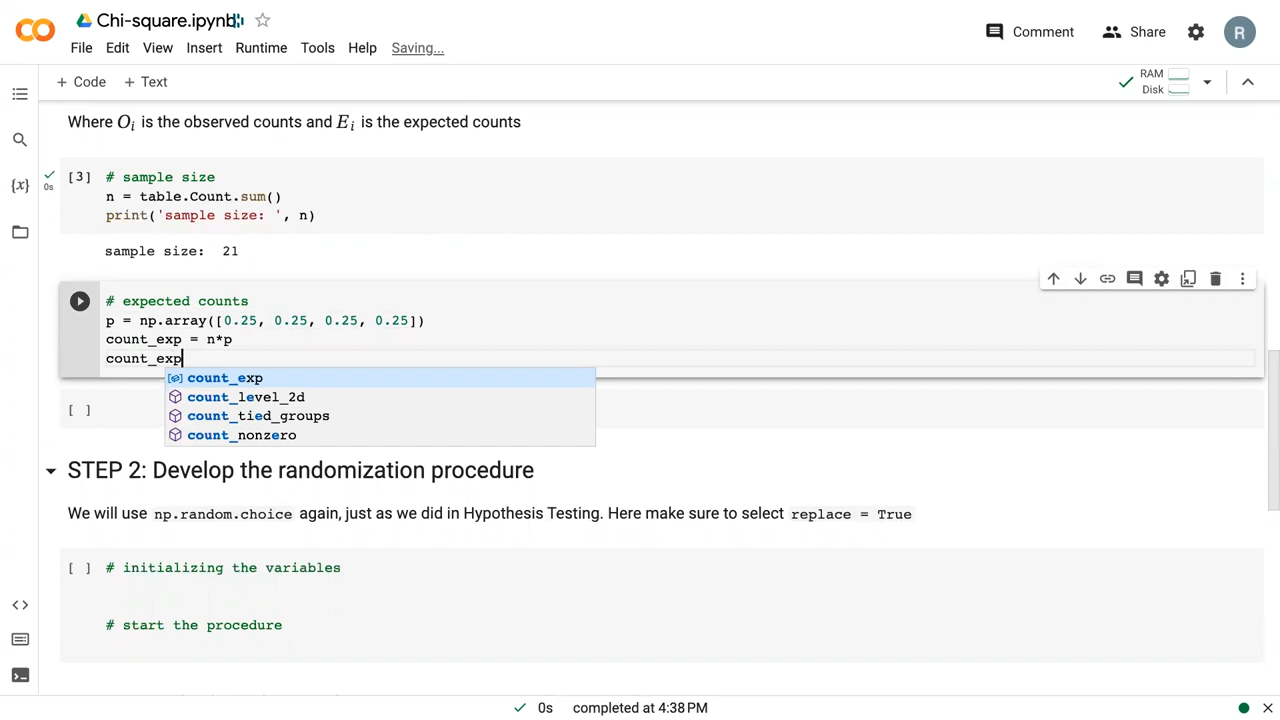 Chi-square.ipynb
File Edit View Insert Runtime Tools Help Saving...
Comment Share R
+ Code + Text
RAM
Disk
Where Oi is the observed counts and Ei is the expected counts
[3] # sample size
0s n = table.Count.sum()
print('sample size: ', n)
sample size:  21
# expected counts
p = np.array([0.25, 0.25, 0.25, 0.25])
count_exp = n*p
count_exp
count_exp
count_level_2d
count_tied_groups
count_nonzero
[ ]
STEP 2: Develop the randomization procedure
We will use np.random.choice again, just as we did in Hypothesis Testing. Here make sure to select replace = True
[ ] # initializing the variables
# start the procedure
0s completed at 4:38 PM